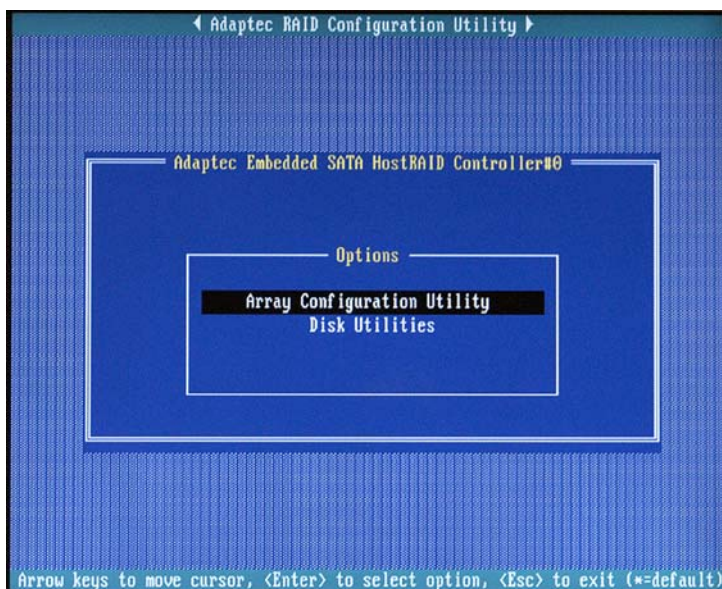 Adaptec RAID Configuration Utility
Adaptec Embedded SATA HostRAID Controller#0
Options
Array Configuration Utility
Disk Utilities
Arrow keys to move cursor, <Enter> to select option, <Esc> to exit (*=default)